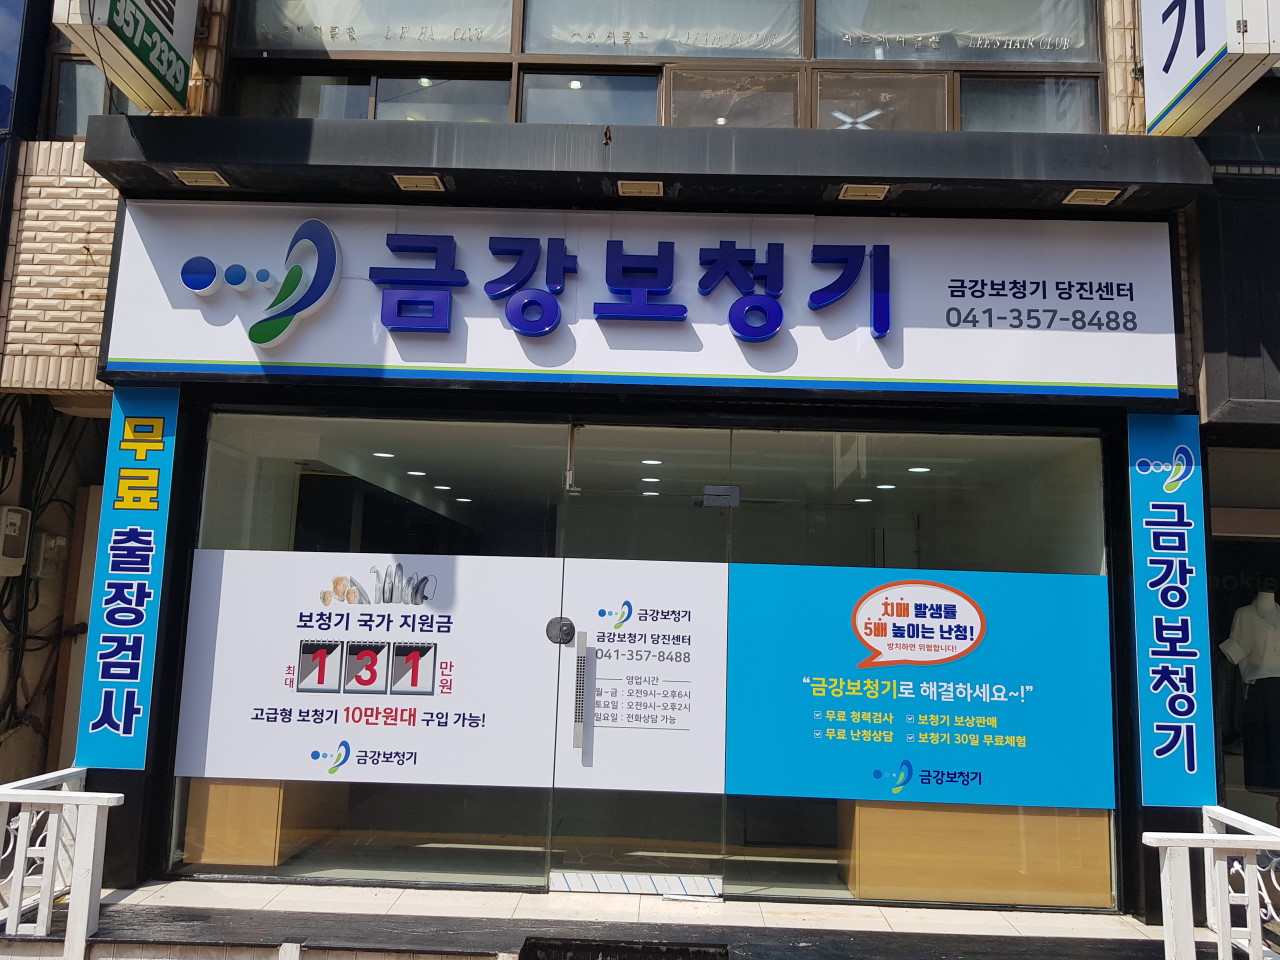 357-2329
LEE'S HAIR CLUB
기
금강보청기
금강보청기 당진센터
041-357-8488
무료 출장검사
보청기 국가 지원금
최대 131만원
고급형 보청기 10만원대 구입 가능!
금강보청기
금강보청기
금강보청기 당진센터
041-357-8488
영업시간
월~금 : 오전9시~오후6시
토요일 : 오전9시~오후2시
일요일 : 전화상담 가능
치매 발생률
5배 높이는 난청!
방치하면 위험합니다!
“금강보청기로 해결하세요~!”
무료 청력검사
보청기 보상판매
무료 난청상담
보청기 30일 무료체험
금강보청기
금강보청기